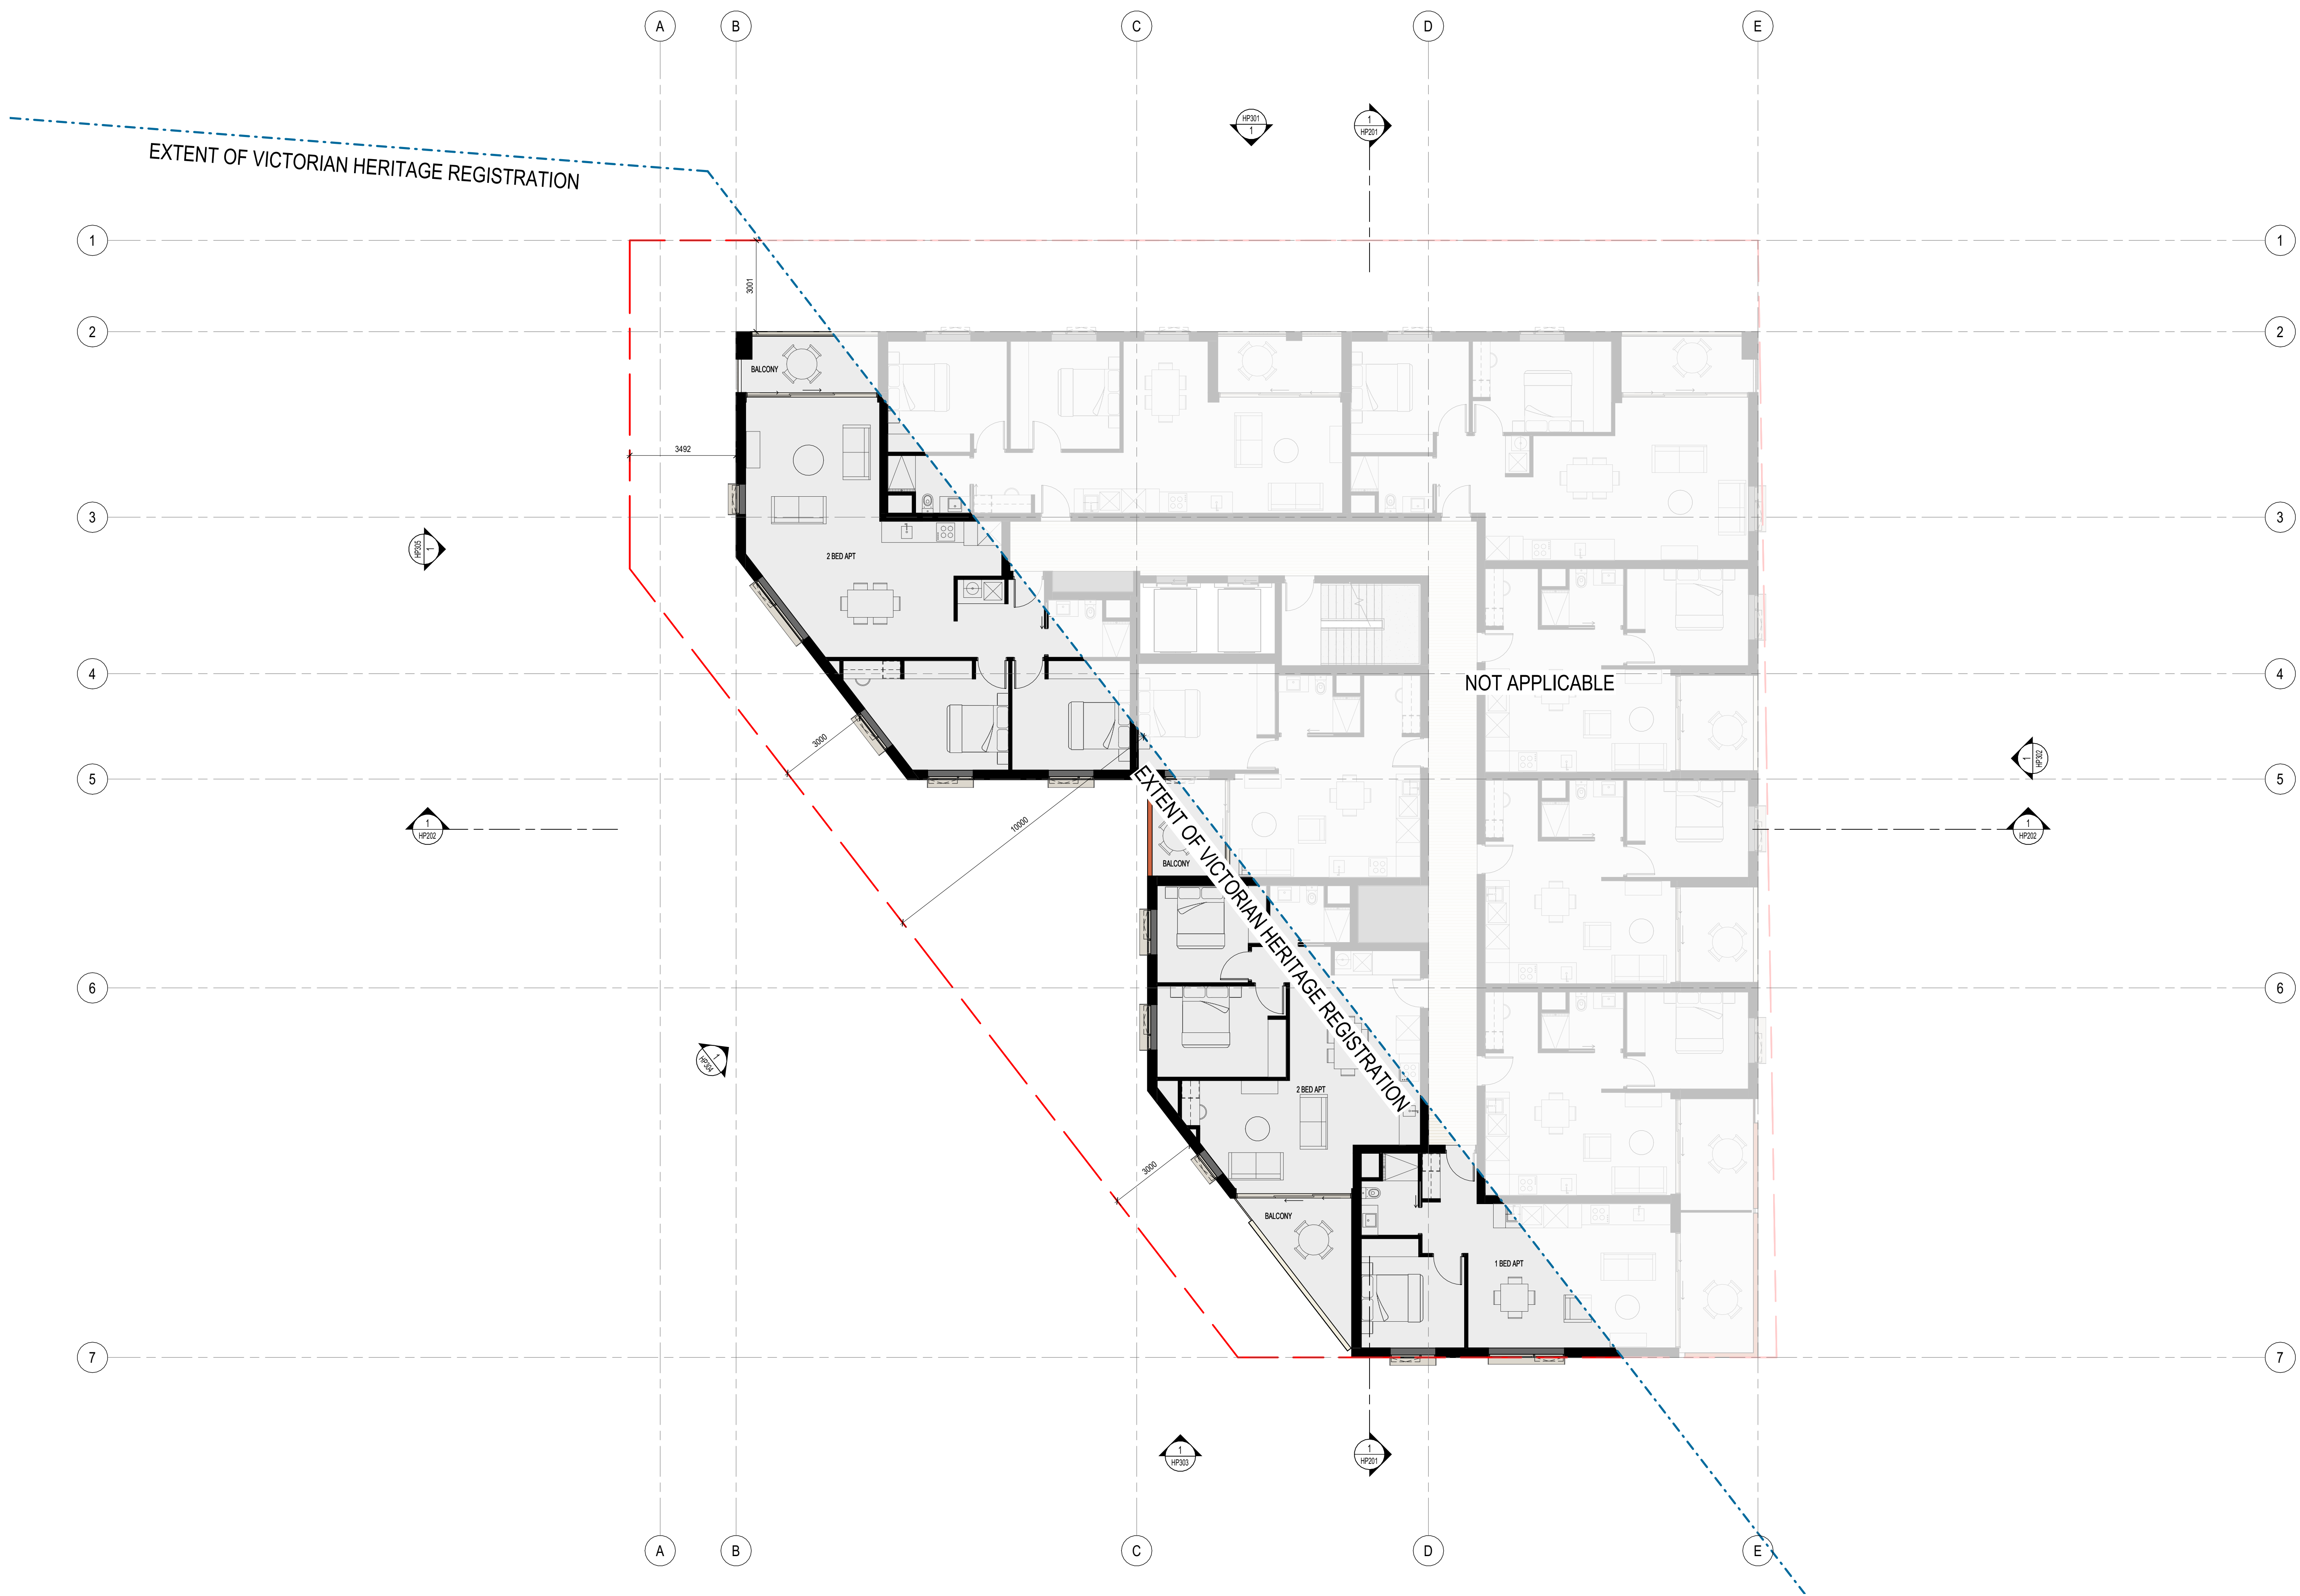 A B C D E
HP301
1
1
HP201
EXTENT OF VICTORIAN HERITAGE REGISTRATION
1 1
3001
2 2
BALCONY
3492
3 3
HP305
1
2 BED APT
4 4
NOT APPLICABLE
3000
1
HP302
5 5
10000
1
HP202
1
HP202
BALCONY
EXTENT OF VICTORIAN HERITAGE REGISTRATION
6 6
1
HP304
2 BED APT
3000
BALCONY
1 BED APT
7 7
1
HP303
1
HP201
A B C D E